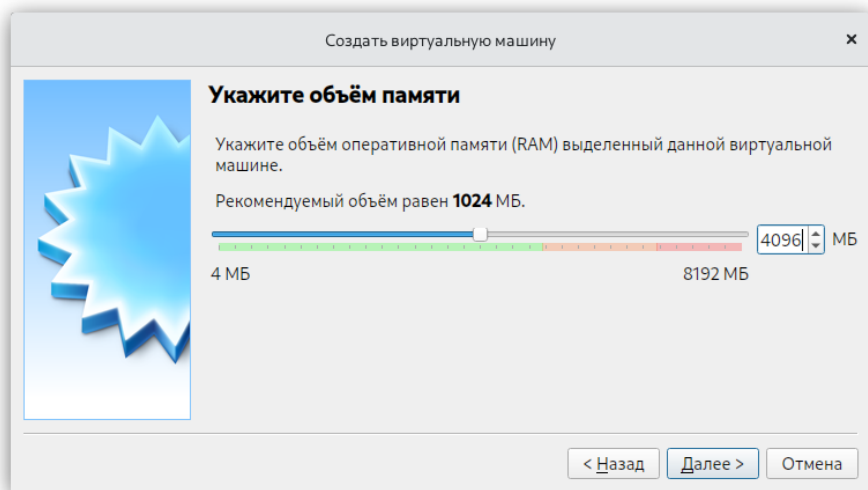 Создать виртуальную машину
Укажите объём памяти
Укажите объём оперативной памяти (RAM) выделенный данной виртуальной
машине.
Рекомендуемый объём равен 1024 МБ.
4096 МБ
4 МБ 8192 МБ
< Назад Далее > Отмена